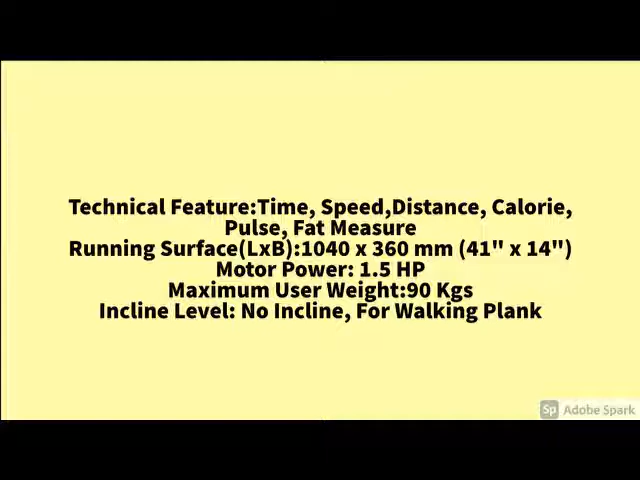 Technical Feature:Time, Speed,Distance, Calorie,
Pulse, Fat Measure
Running Surface(LxB):1040 x 360 mm (41" x 14")
Motor Power: 1.5 HP
Maximum User Weight:90 Kgs
Incline Level: No Incline, For Walking Plank
Sp Adobe Spark